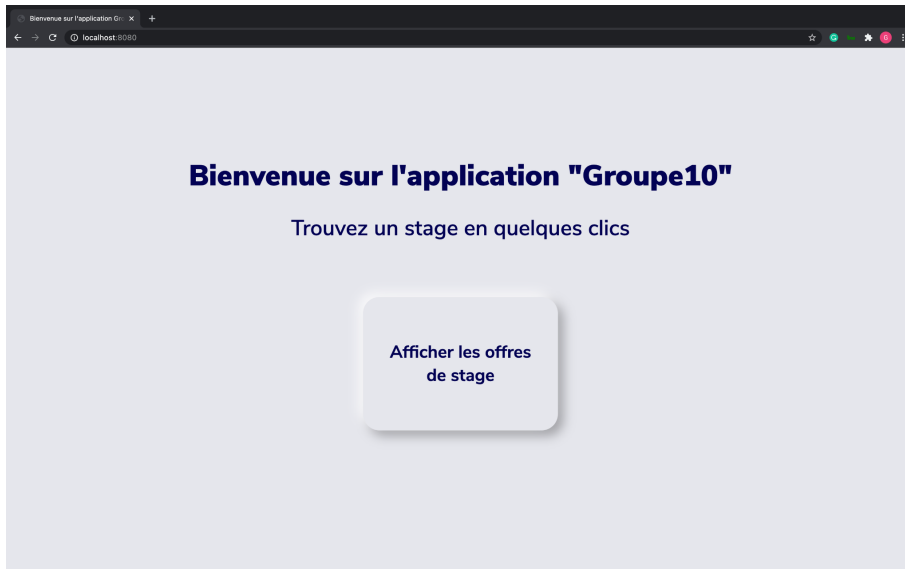 Bienvenue sur l'application Gr
localhost:8080
G
Bienvenue sur l'application "Groupe10"
Trouvez un stage en quelques clics
Afficher les offres
de stage